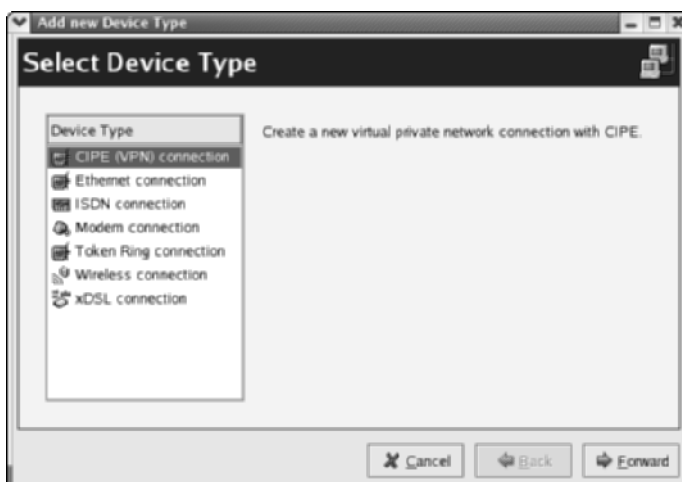 Add new Device Type
Select Device Type
Device Type
CIPE (VPN) connection
Ethernet connection
ISDN connection
Modem connection
Token Ring connection
Wireless connection
xDSL connection
Create a new virtual private network connection with CIPE.
Cancel
Back
Forward